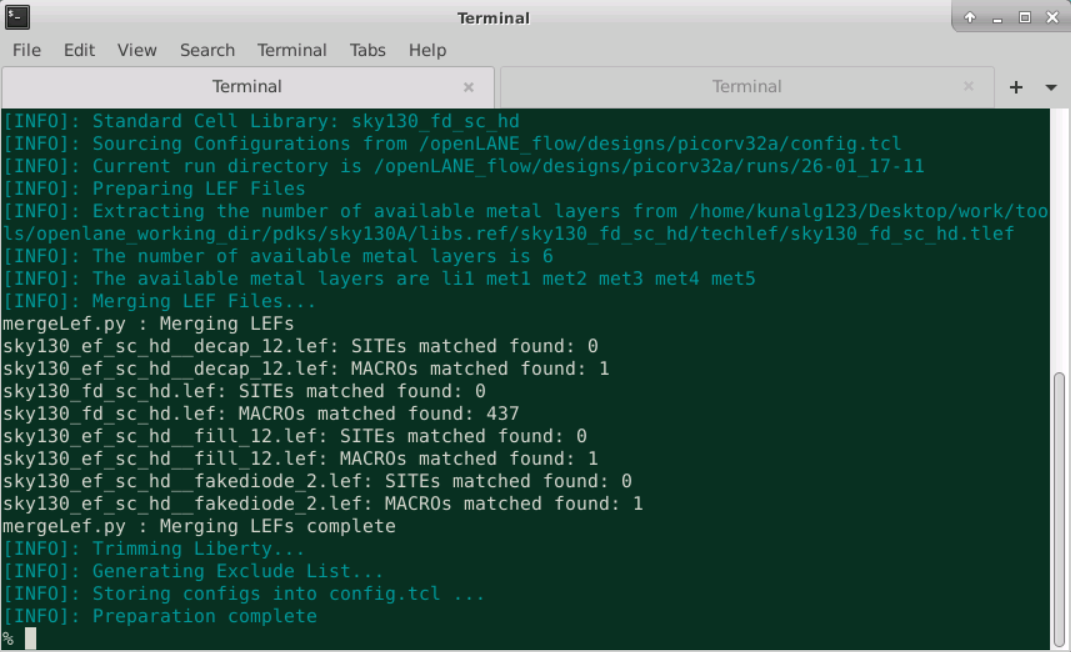 Terminal
File Edit View Search Terminal Tabs Help
Terminal Terminal
[INFO]: Standard Cell Library: sky130_fd_sc_hd
[INFO]: Sourcing Configurations from /openLANE_flow/designs/picorv32a/config.tcl
[INFO]: Current run directory is /openLANE_flow/designs/picorv32a/runs/26-01_17-11
[INFO]: Preparing LEF Files
[INFO]: Extracting the number of available metal layers from /home/kunalg123/Desktop/work/too
ls/openlane_working_dir/pdks/sky130A/libs.ref/sky130_fd_sc_hd/techlef/sky130_fd_sc_hd.tlef
[INFO]: The number of available metal layers is 6
[INFO]: The available metal layers are li1 met1 met2 met3 met4 met5
[INFO]: Merging LEF Files...
mergeLef.py : Merging LEFs
sky130_ef_sc_hd__decap_12.lef: SITEs matched found: 0
sky130_ef_sc_hd__decap_12.lef: MACROs matched found: 1
sky130_fd_sc_hd.lef: SITEs matched found: 0
sky130_fd_sc_hd.lef: MACROs matched found: 437
sky130_ef_sc_hd__fill_12.lef: SITEs matched found: 0
sky130_ef_sc_hd__fill_12.lef: MACROs matched found: 1
sky130_ef_sc_hd__fakediode_2.lef: SITEs matched found: 0
sky130_ef_sc_hd__fakediode_2.lef: MACROs matched found: 1
mergeLef.py : Merging LEFs complete
[INFO]: Trimming Liberty...
[INFO]: Generating Exclude List...
[INFO]: Storing configs into config.tcl ...
[INFO]: Preparation complete
%